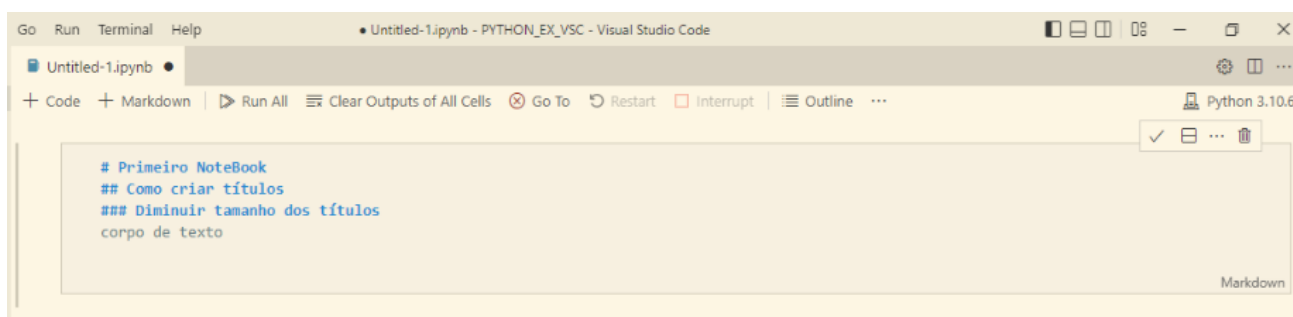 Go Run Terminal Help ● Untitled-1.ipynb - PYTHON_EX_VSC - Visual Studio Code
Untitled-1.ipynb ●
+ Code + Markdown Run All Clear Outputs of All Cells Go To Restart Interrupt Outline ... Python 3.10.6
# Primeiro NoteBook
## Como criar títulos
### Diminuir tamanho dos títulos
corpo de texto
Markdown